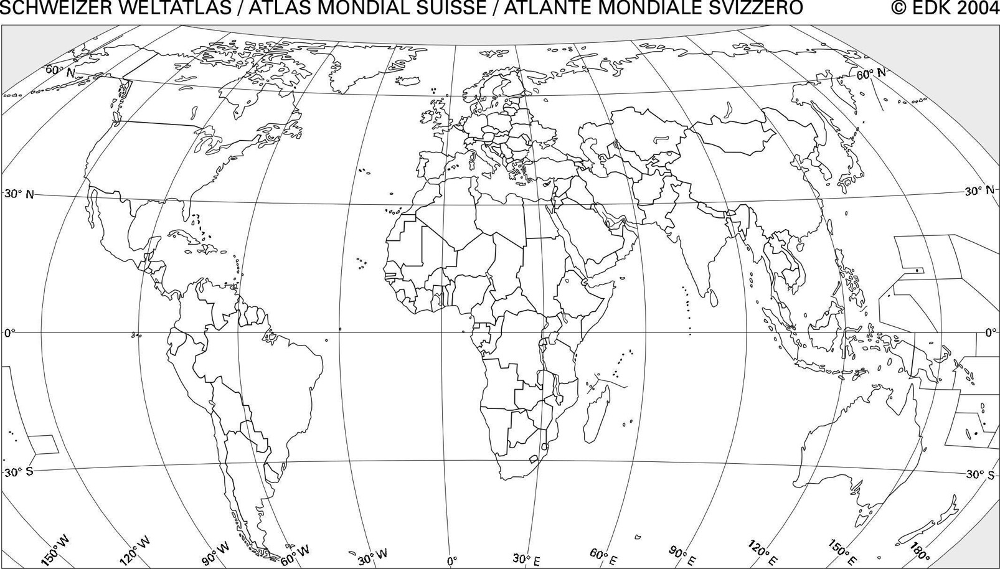 SCHWEIZER WELTATLAS / ATLAS MONDIAL SUISSE / ATLANTE MONDIALE SVIZZERO © EDK 2004
60° N 60° N
30° N 30° N
0° 0°
30° S 30° S
150° W 120° W 90° W 60° W 30° W 0° 30° E 60° E 90° E 120° E 150° E 180°